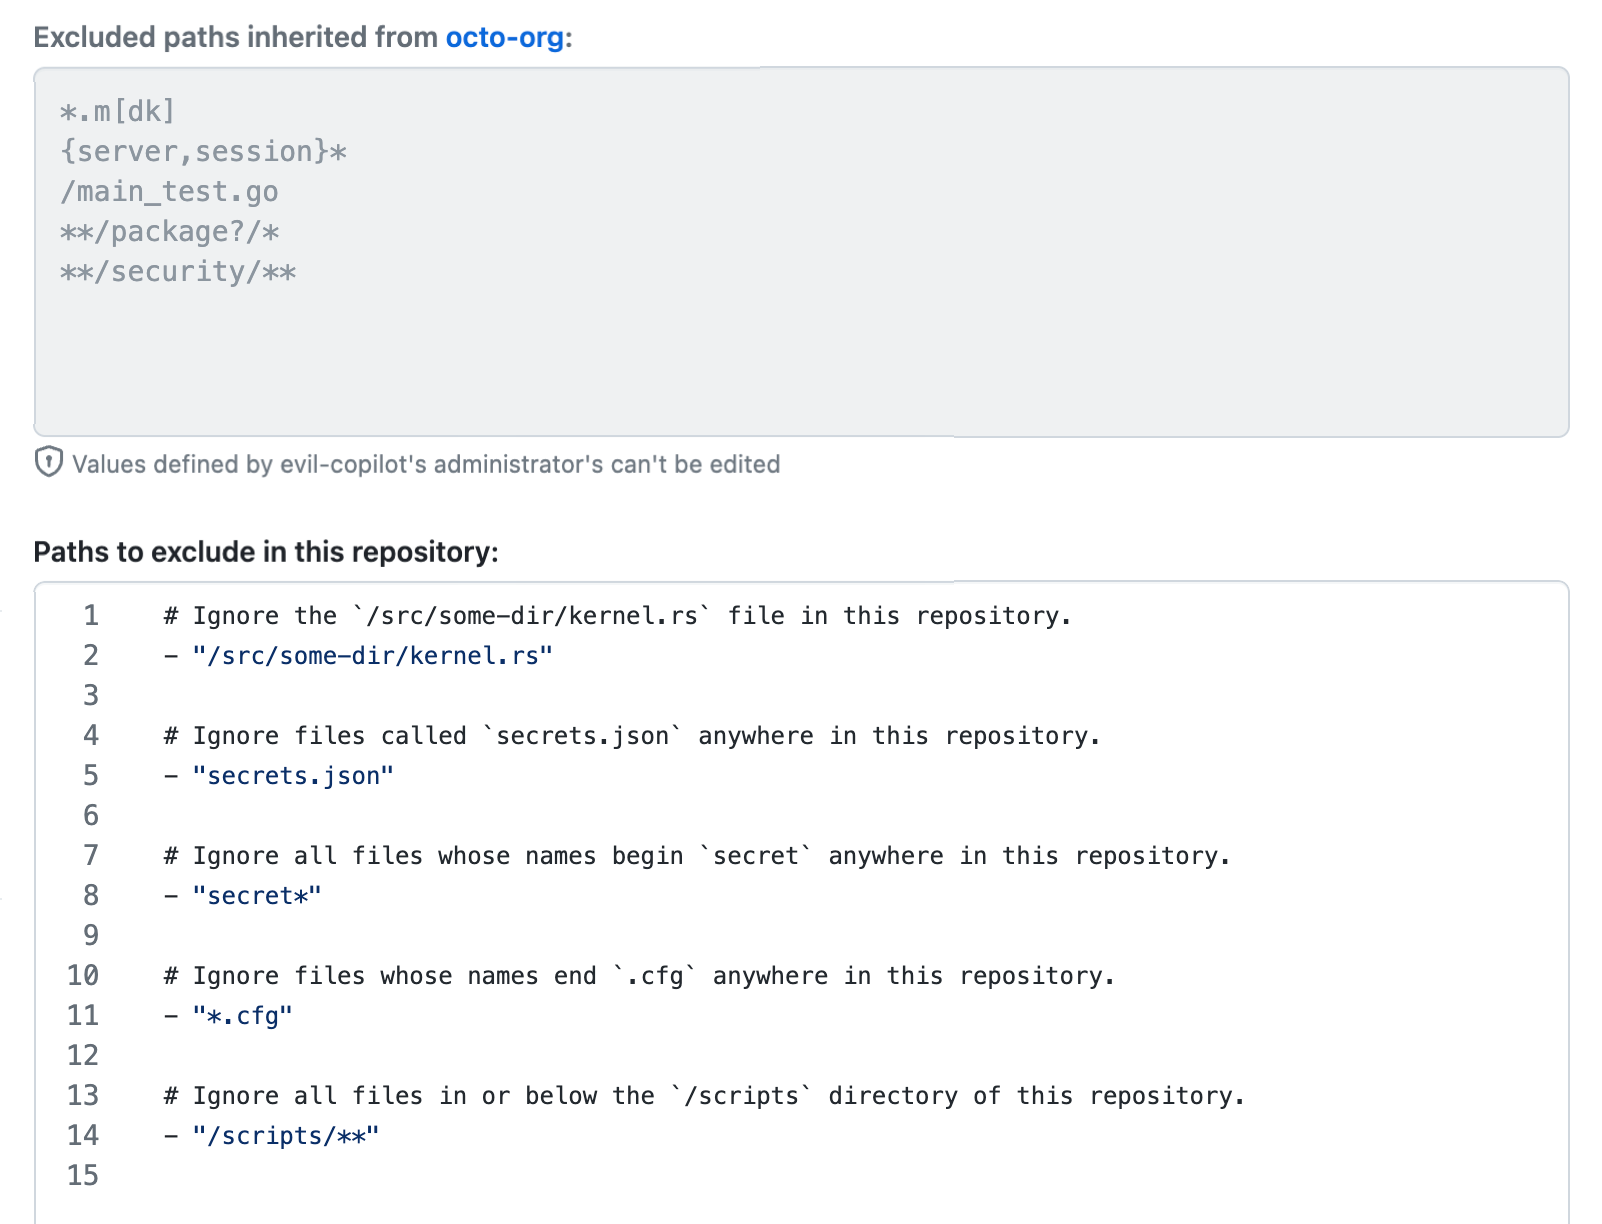 Excluded paths inherited from octo-org:
*.m[dk]
{server,session}*
/main_test.go
**/package?/*
**/security/**
Values defined by evil-copilot's administrator's can't be edited
Paths to exclude in this repository:
1 # Ignore the `/src/some-dir/kernel.rs` file in this repository.
2 - "/src/some-dir/kernel.rs"
3
4 # Ignore files called `secrets.json` anywhere in this repository.
5 - "secrets.json"
6
7 # Ignore all files whose names begin `secret` anywhere in this repository.
8 - "secret*"
9
10 # Ignore files whose names end `.cfg` anywhere in this repository.
11 - "*.cfg"
12
13 # Ignore all files in or below the `/scripts` directory of this repository.
14 - "/scripts/**"
15